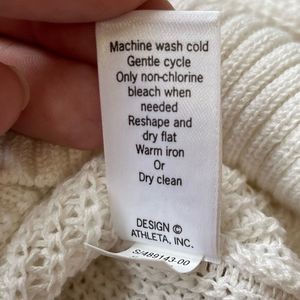 Machine wash cold
Gentle cycle
Only non-chlorine
bleach when
needed
Reshape and
dry flat
Warm iron
Or
Dry clean
DESIGN ©
ATHLETA, INC.
S/489143-00